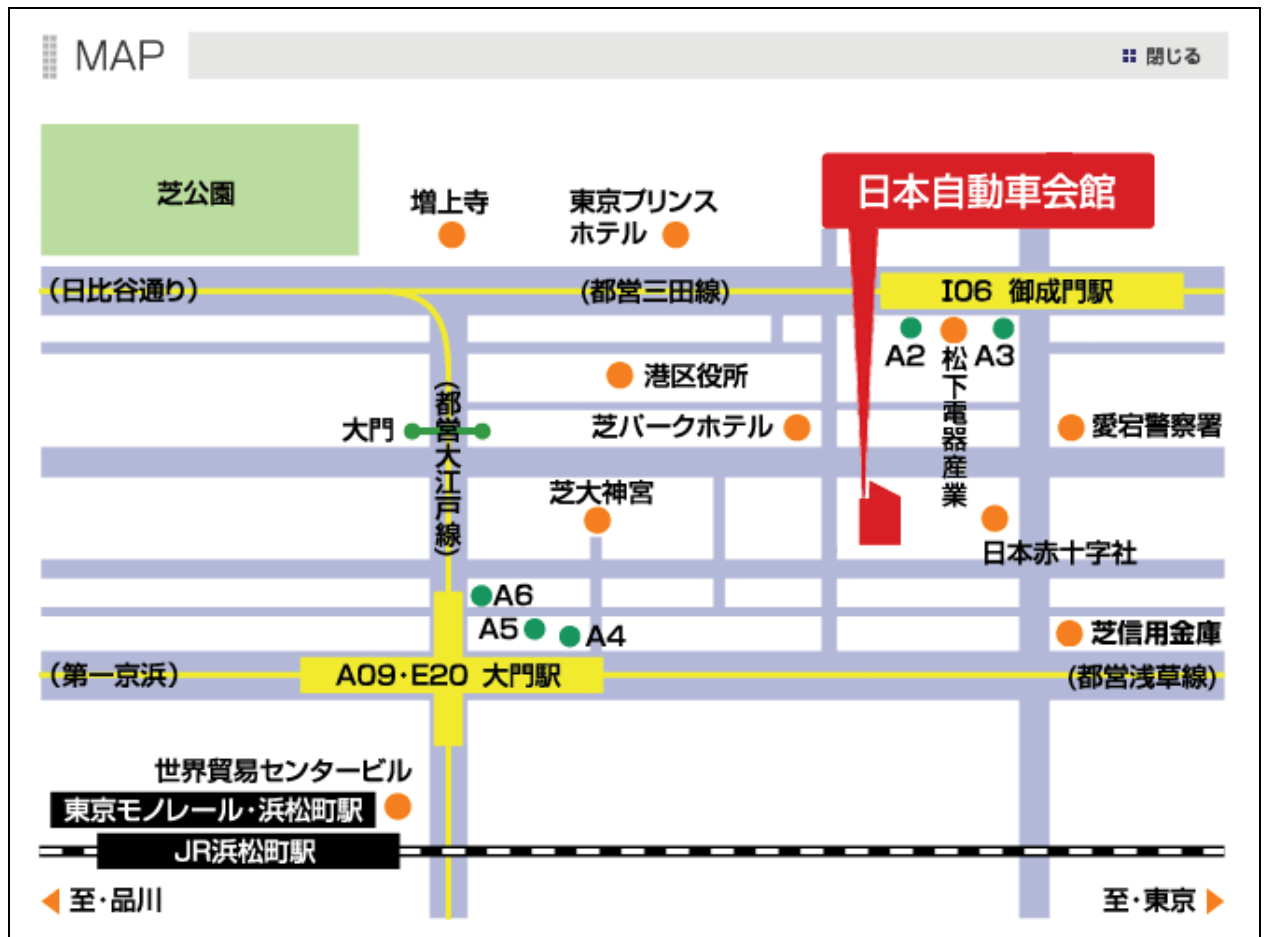 MAP
閉じる
芝公園
増上寺
東京プリンス
ホテル
日本自動車会館
(日比谷通り)
(都営三田線)
I06 御成門駅
A2
松下電器産業
A3
港区役所
(都営大江戸線)
大門
芝パークホテル
愛宕警察署
芝大神宮
日本赤十字社
A6
A5
A4
芝信用金庫
(第一京浜)
A09・E20 大門駅
(都営浅草線)
世界貿易センタービル
東京モノレール・浜松町駅
JR浜松町駅
至・品川
至・東京